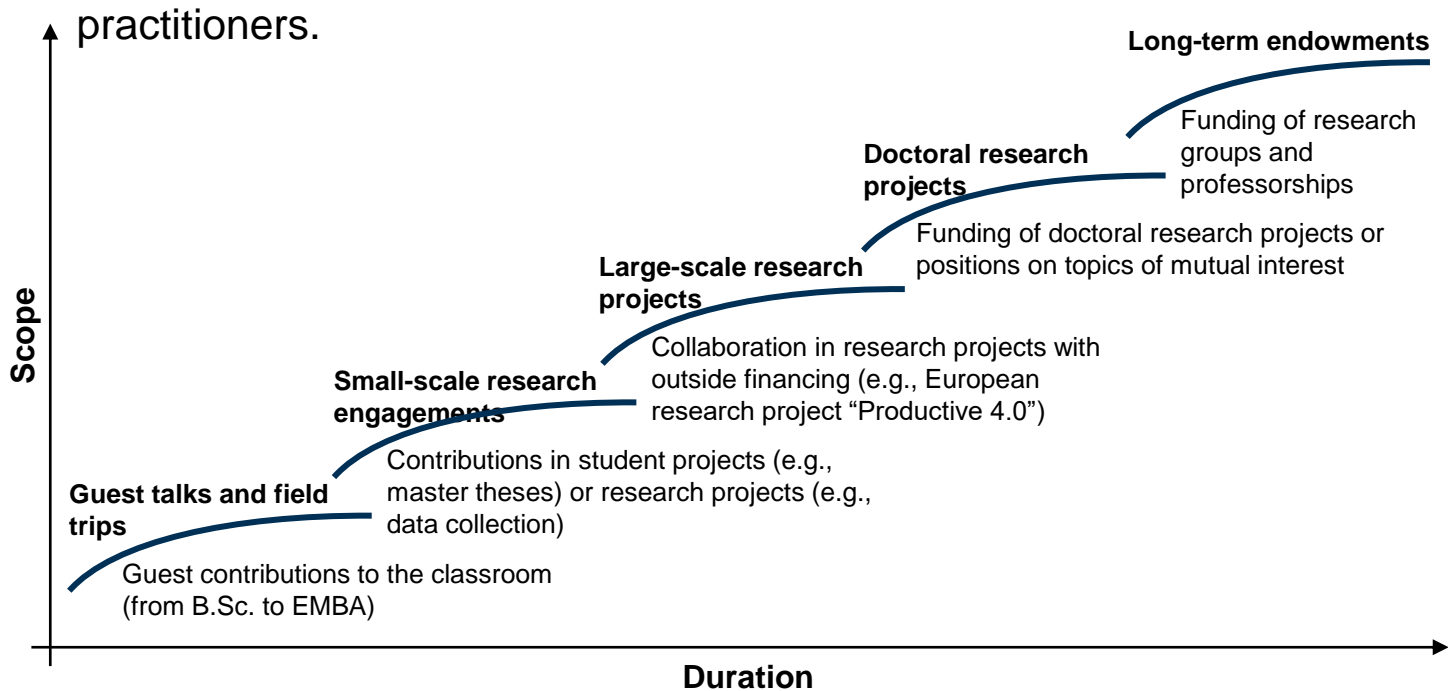 practitioners.
Long-term endowments
Funding of research
groups and
professorships
Doctoral research
projects
Funding of doctoral research projects or
positions on topics of mutual interest
Large-scale research
projects
Collaboration in research projects with
outside financing (e.g., European
research project “Productive 4.0”)
Small-scale research
engagements
Contributions in student projects (e.g.,
master theses) or research projects (e.g.,
data collection)
Guest talks and field
trips
Guest contributions to the classroom
(from B.Sc. to EMBA)
Scope
Duration